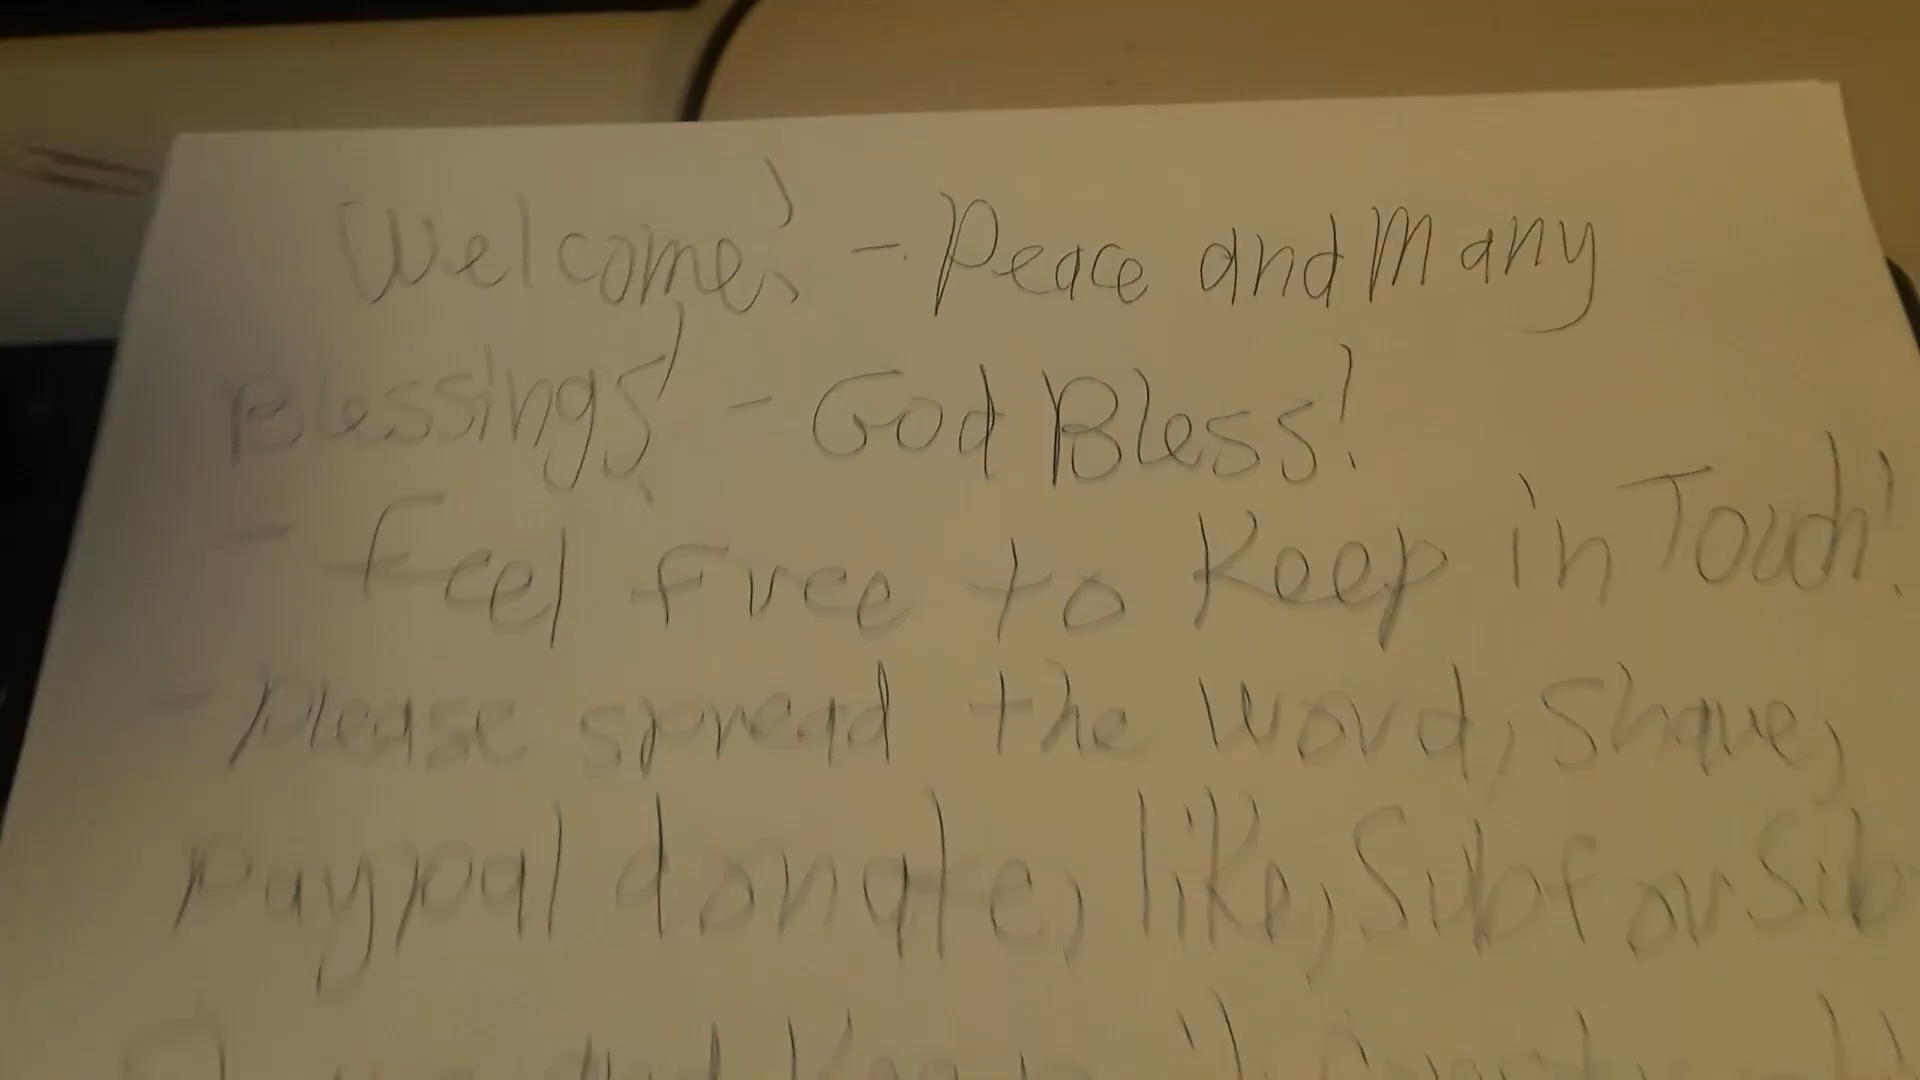 Welcome! - Peace and Many
Blessings! - God Bless!
- Feel Free to Keep in Touch!
- Please spread the word, Share,
Paypal donate, like, Sub for Sub